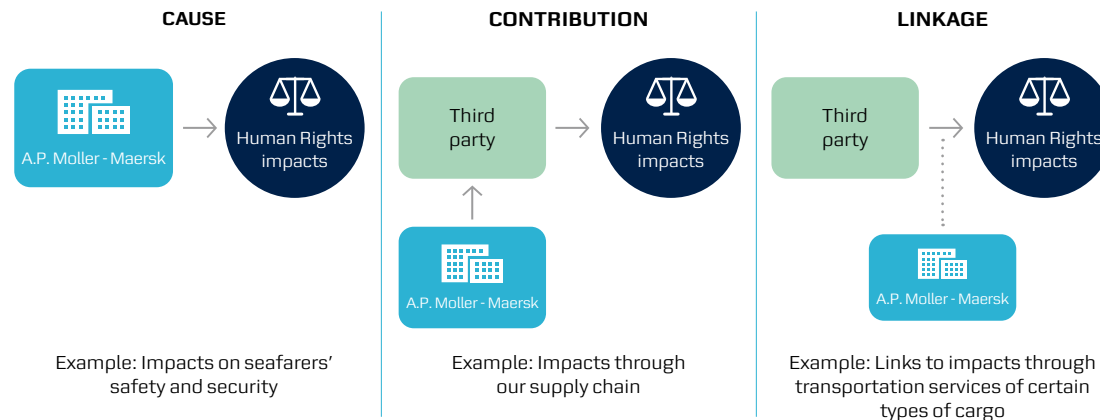 CAUSE
A.P. Moller - Maersk
Human Rights
impacts
Example: Impacts on seafarers’
safety and security
CONTRIBUTION
Third
party
Human Rights
impacts
A.P. Moller - Maersk
Example: Impacts through
our supply chain
LINKAGE
Third
party
Human Rights
impacts
A.P. Moller - Maersk
Example: Links to impacts through
transportation services of certain
types of cargo